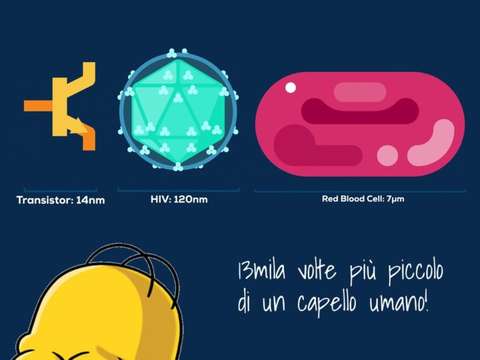 Transistor: 14nm
HIV: 120nm
Red Blood Cell: 7µm
13mila volte più piccolo
di un capello umano!